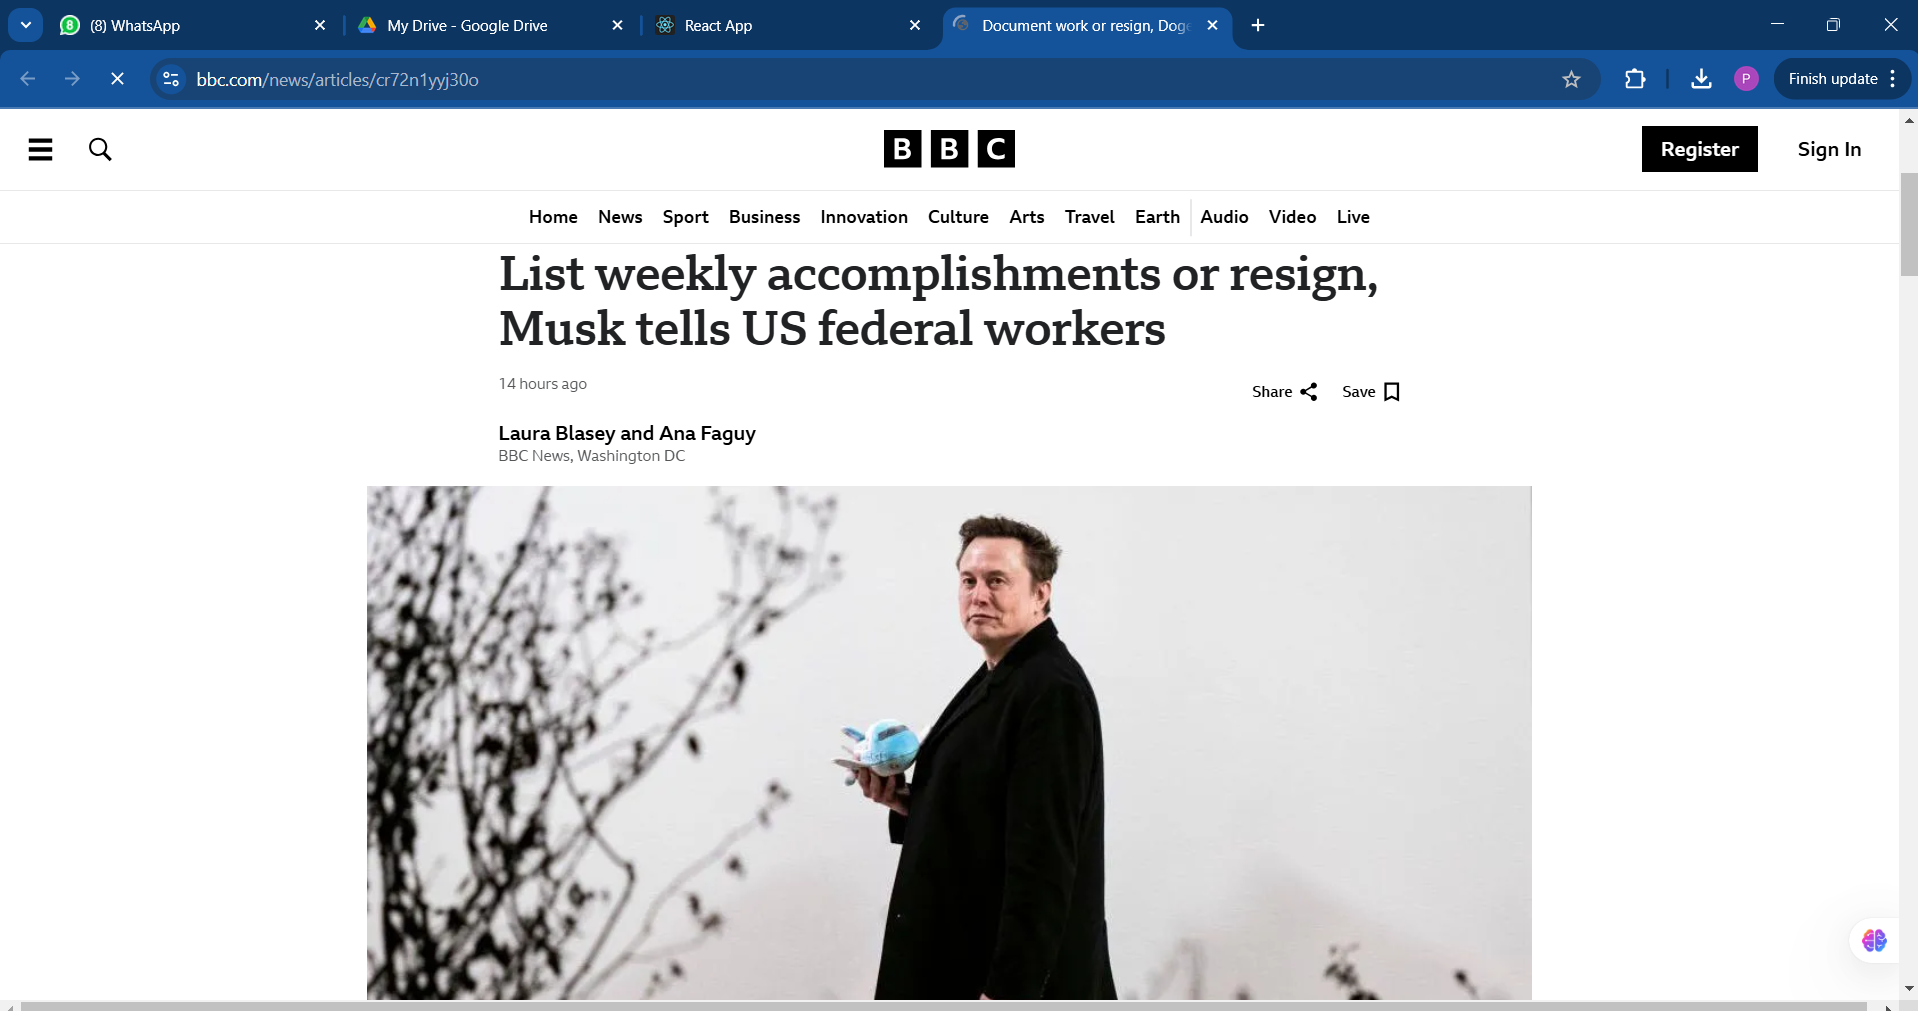 8 (8) WhatsApp
My Drive - Google Drive
React App
Document work or resign, Doge
bbc.com/news/articles/cr72n1yyj30o
P
Finish update
BBC
Register
Sign In
Home News Sport Business Innovation Culture Arts Travel Earth Audio Video Live
List weekly accomplishments or resign,
Musk tells US federal workers
14 hours ago
Share
Save
Laura Blasey and Ana Faguy
BBC News, Washington DC